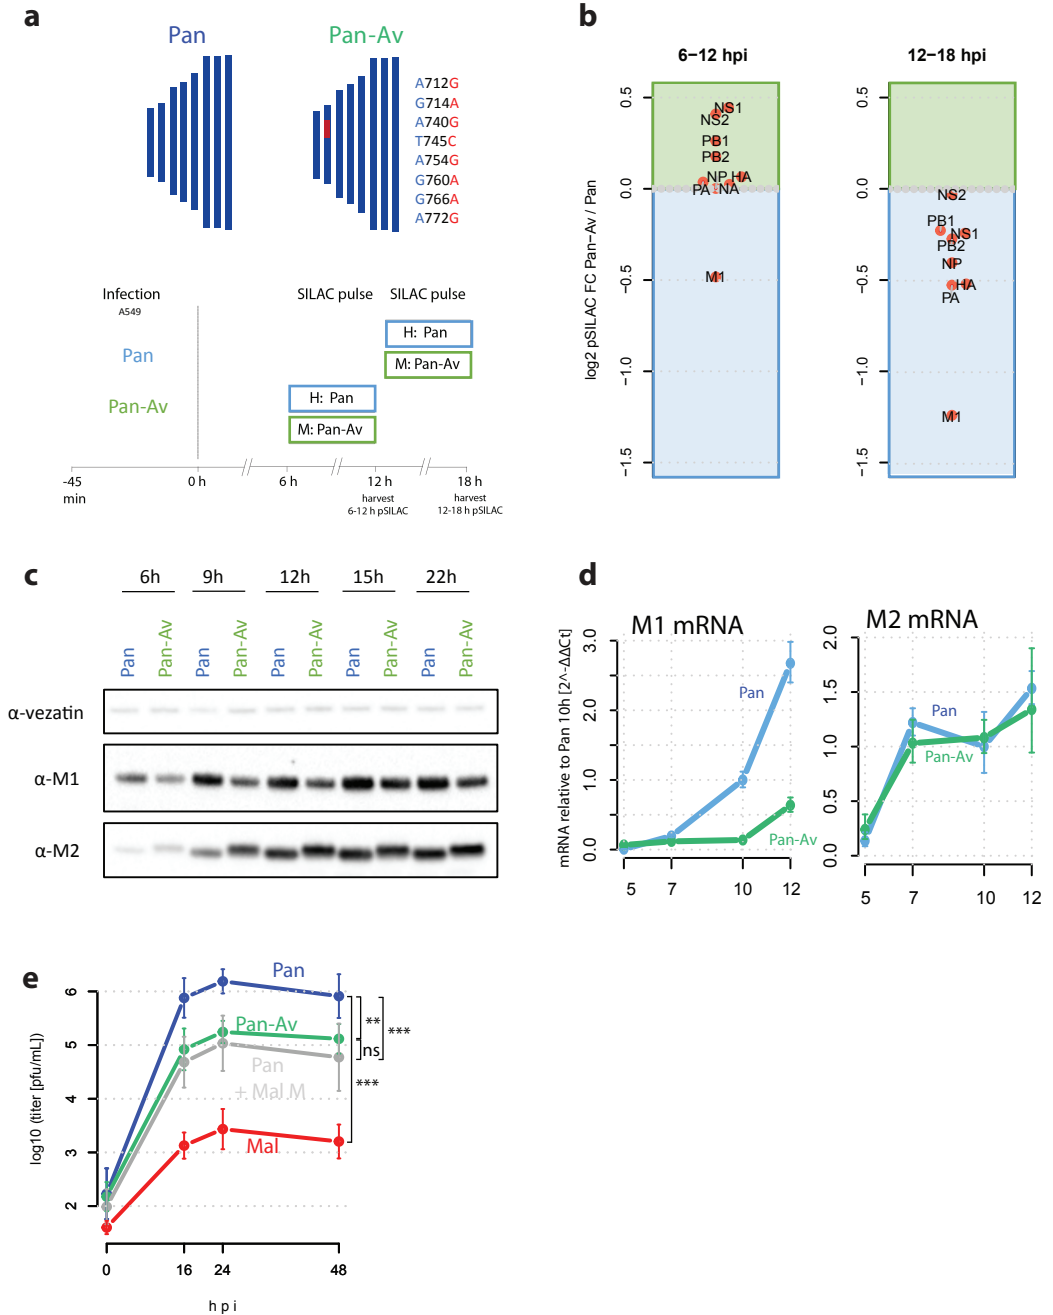 a
Pan
Pan-Av
A712G
G714A
A740G
T745C
A754G
G760A
G766A
A772G
Infection
A549
SILAC pulse
SILAC pulse
Pan
H: Pan
M: Pan-Av
Pan-Av
H: Pan
M: Pan-Av
-45
min
0 h
6 h
12 h
harvest
6-12 h pSILAC
18 h
harvest
12-18 h pSILAC
b
6−12 hpi
12−18 hpi
log2 pSILAC FC Pan−Av / Pan
0.5
0.0
−0.5
−1.0
−1.5
NS1
NS2
PB1
PB2
NP
HA
PA
NA
M1
0.5
0.0
−0.5
−1.0
−1.5
NS2
PB1
NS1
PB2
NP
HA
PA
M1
c
6h
9h
12h
15h
22h
Pan
Pan-Av
Pan
Pan-Av
Pan
Pan-Av
Pan
Pan-Av
Pan
Pan-Av
α-vezatin
α-M1
α-M2
d
M1 mRNA
mRNA relative to Pan 10h [2^-ΔΔCt]
3.0
2.0
1.0
0.0
Pan
Pan-Av
5
7
10
12
M2 mRNA
2.0
1.5
1.0
0.5
0.0
Pan
Pan-Av
5
7
10
12
e
log10 (titer [pfu/mL])
6
5
4
3
2
Pan
Pan-Av
Pan
+ Mal M
Mal
**
***
ns
***
0
16
24
48
h p i